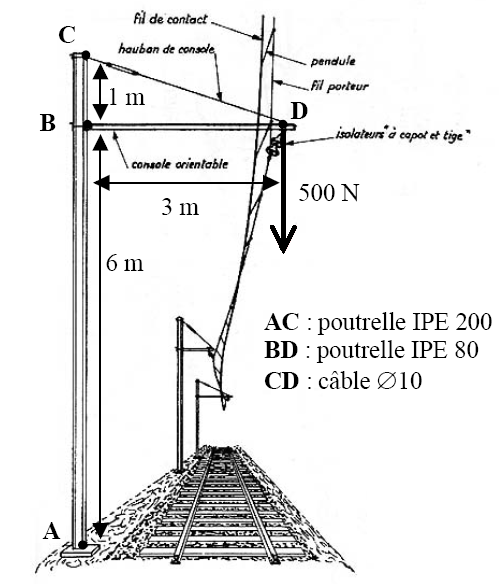 fil de contact
C
hauban de console
pendule
fil porteur
1 m
B
D
isolateurs "à capot et tige"
console orientable
3 m
500 N
6 m
AC : poutrelle IPE 200
BD : poutrelle IPE 80
CD : câble ∅10
A